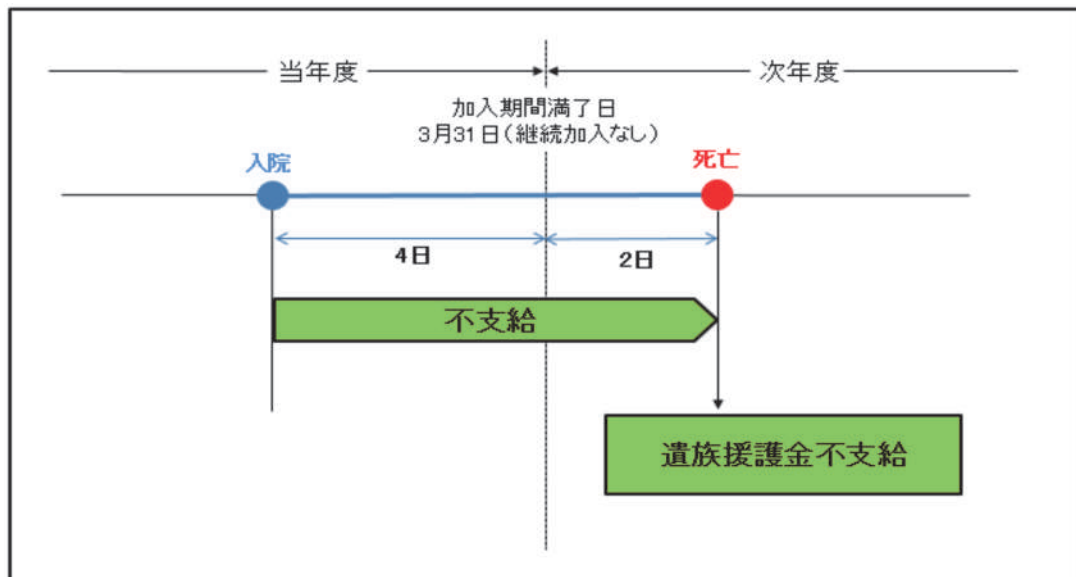 当年度
次年度
加入期間満了日
3月31日(継続加入なし)
入院
死亡
4日
2日
不支給
遺族援護金不支給